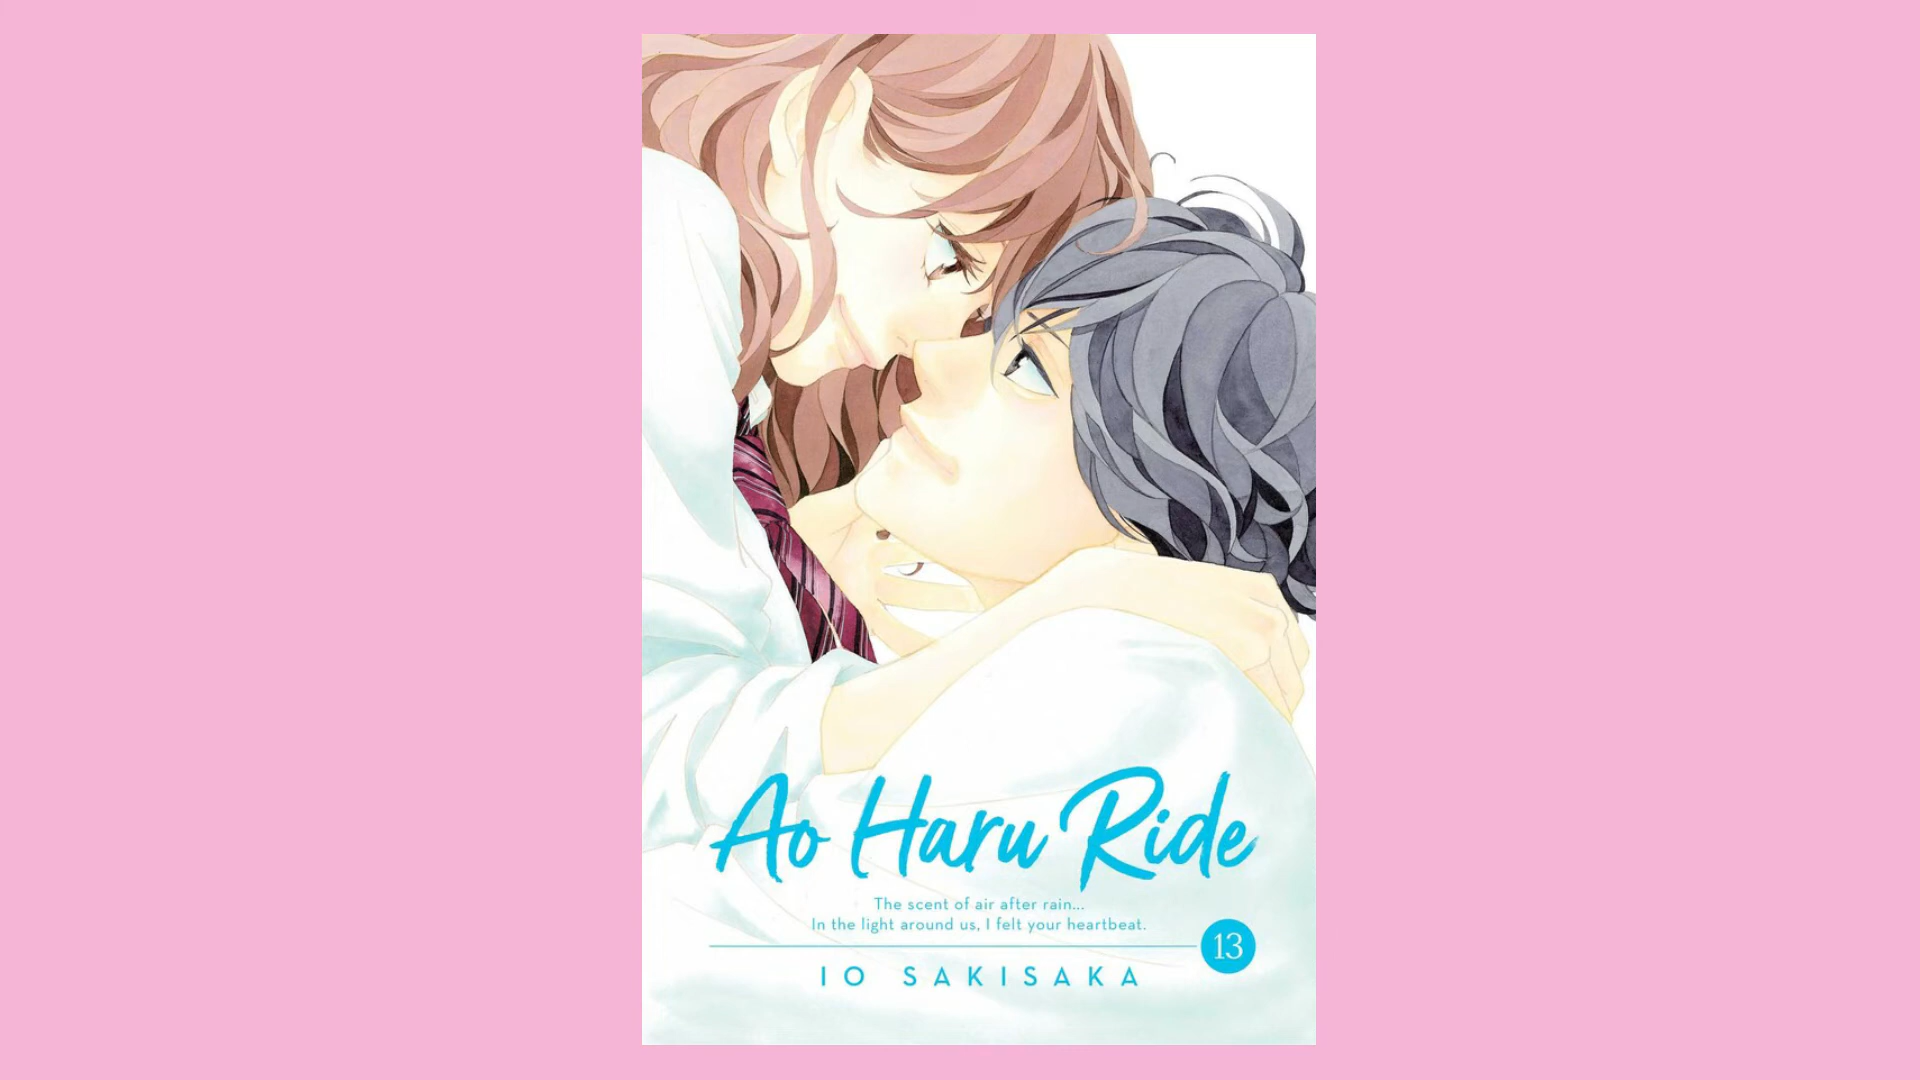 Ao Haru Ride
The scent of air after rain...
In the light around us, I felt your heartbeat.
13
IO SAKISAKA